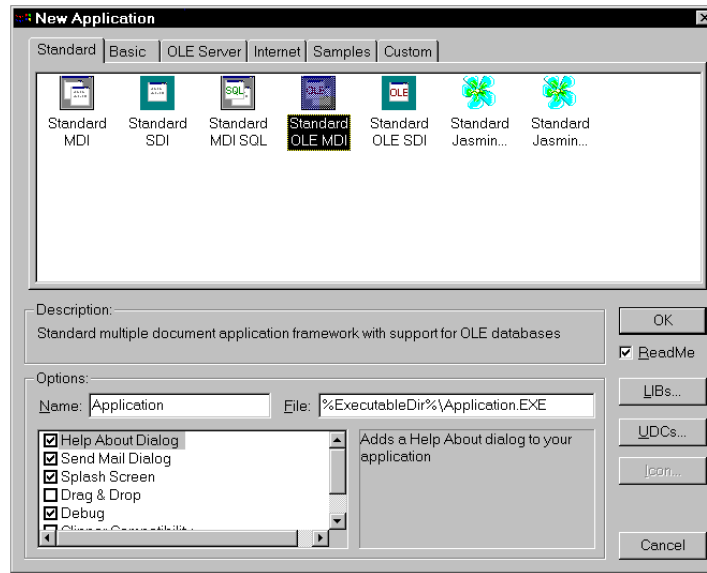 New Application
Standard Basic OLE Server Internet Samples Custom
SQL OLE OLE
Standard MDI
Standard SDI
Standard MDI SQL
Standard OLE MDI
Standard OLE SDI
Standard Jasmin...
Standard Jasmin...
Description:
Standard multiple document application framework with support for OLE databases
OK
ReadMe
Options:
Name: Application File: %ExecutableDir%\Application.EXE
LIBs...
Help About Dialog
Send Mail Dialog
Splash Screen
Drag & Drop
Debug
Adds a Help About dialog to your
application
UDCs...
Icon...
Cancel